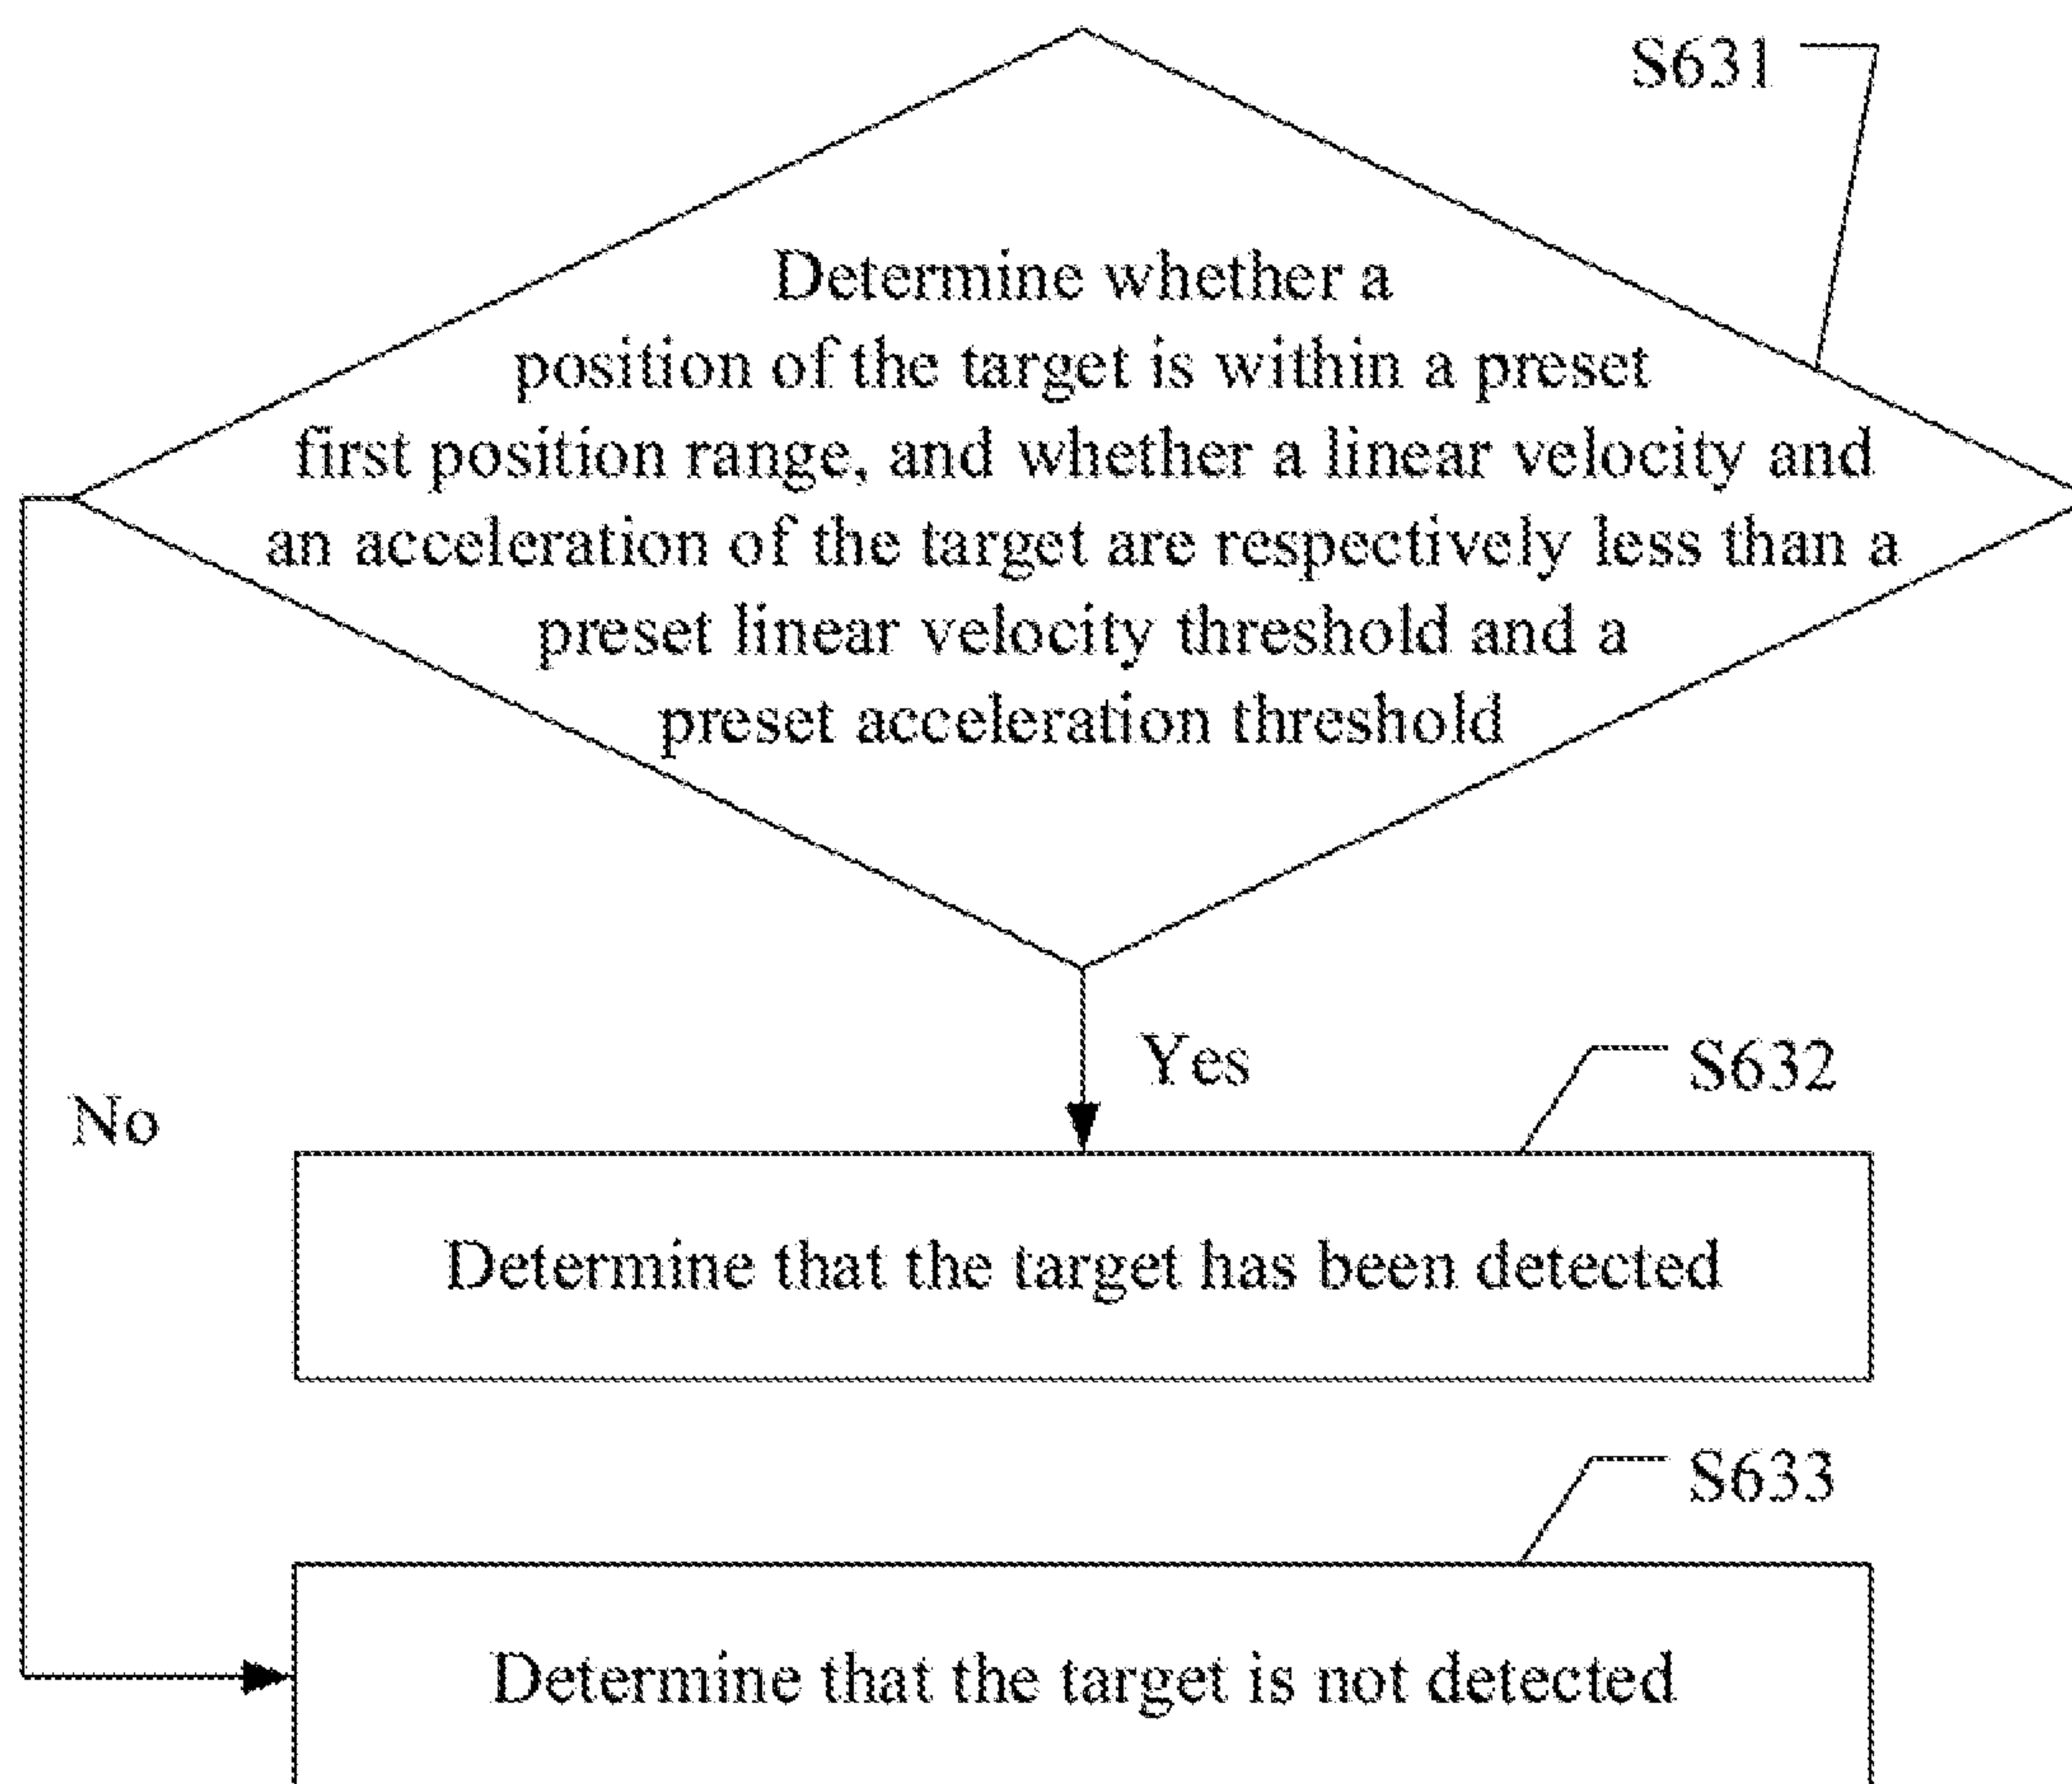 S631
Determine whether a
position of the target is within a preset
first position range, and whether a linear velocity and
an acceleration of the target are respectively less than a
preset linear velocity threshold and a
preset acceleration threshold
Yes
S632
No
Determine that the target has been detected
S633
Determine that the target is not detected